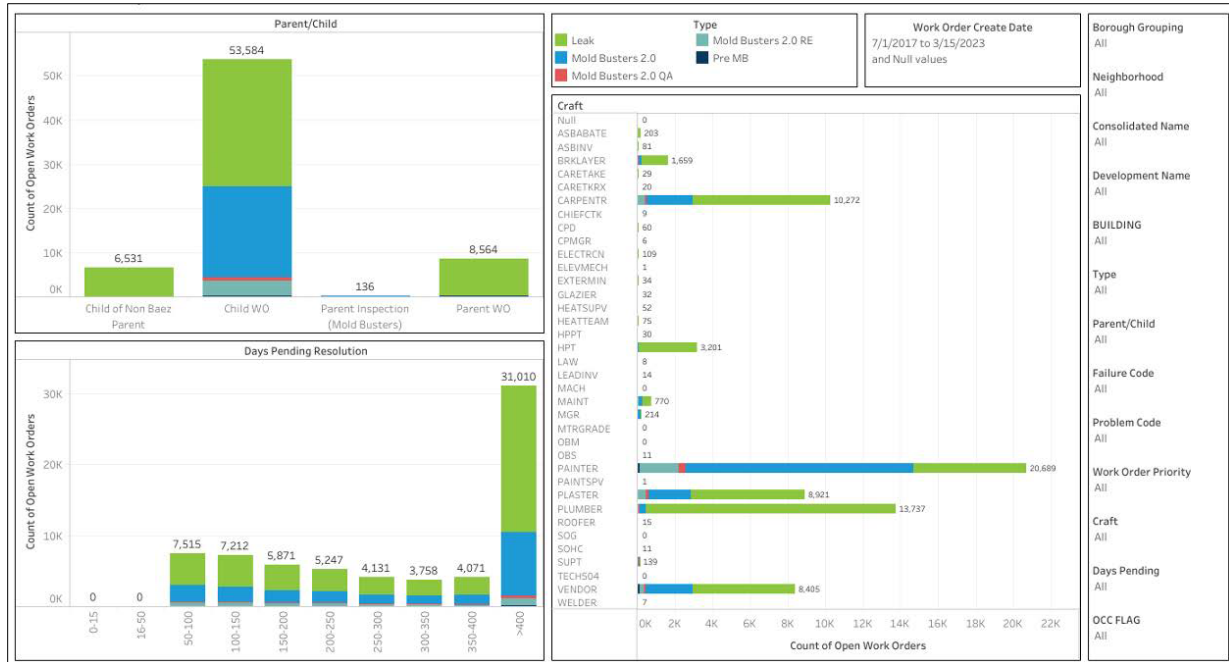 Parent/Child
53,584
50K
40K
30K
20K
10K
0K
Count of Open Work Orders
6,531
136
8,564
Child of Non Baez
Parent
Child WO
Parent Inspection
(Mold Busters)
Parent WO
Days Pending Resolution
31,010
30K
20K
10K
0K
Count of Open Work Orders
0
0
7,515
7,212
5,871
5,247
4,131
3,758
4,071
0-15
16-50
50-100
100-150
150-200
200-250
250-300
300-350
350-400
>400
Type
Leak
Mold Busters 2.0
Mold Busters 2.0 QA
Mold Busters 2.0 RE
Pre MB
Work Order Create Date
7/1/2017 to 3/15/2023
and Null values
Craft
Null 0
ASBABATE 203
ASBINV 81
BRKLAYER 1,659
CARETAKE 29
CARETKRX 20
CARPENTR 10,272
CHIEFCTK 9
CPD 60
CPMGR 6
ELECTRCN 109
ELEVMECH 1
EXTERMIN 34
GLAZIER 32
HEATSUPV 52
HEATTEAM 75
HPPT 30
HPT 3,201
LAW 8
LEADINV 14
MACH 0
MAINT 770
MGR 214
MTRGRADE 0
OBM 0
OBS 11
PAINTER 20,689
PAINTSPV 1
PLASTER 8,921
PLUMBER 13,737
ROOFER 15
SOG 0
SOHC 11
SUPT 139
TECHS04 0
VENDOR 8,405
WELDER 7
0K 2K 4K 6K 8K 10K 12K 14K 16K 18K 20K 22K
Count of Open Work Orders
Borough Grouping
All
Neighborhood
All
Consolidated Name
All
Development Name
All
BUILDING
All
Type
All
Parent/Child
All
Failure Code
All
Problem Code
All
Work Order Priority
All
Craft
All
Days Pending
All
OCC FLAG
All